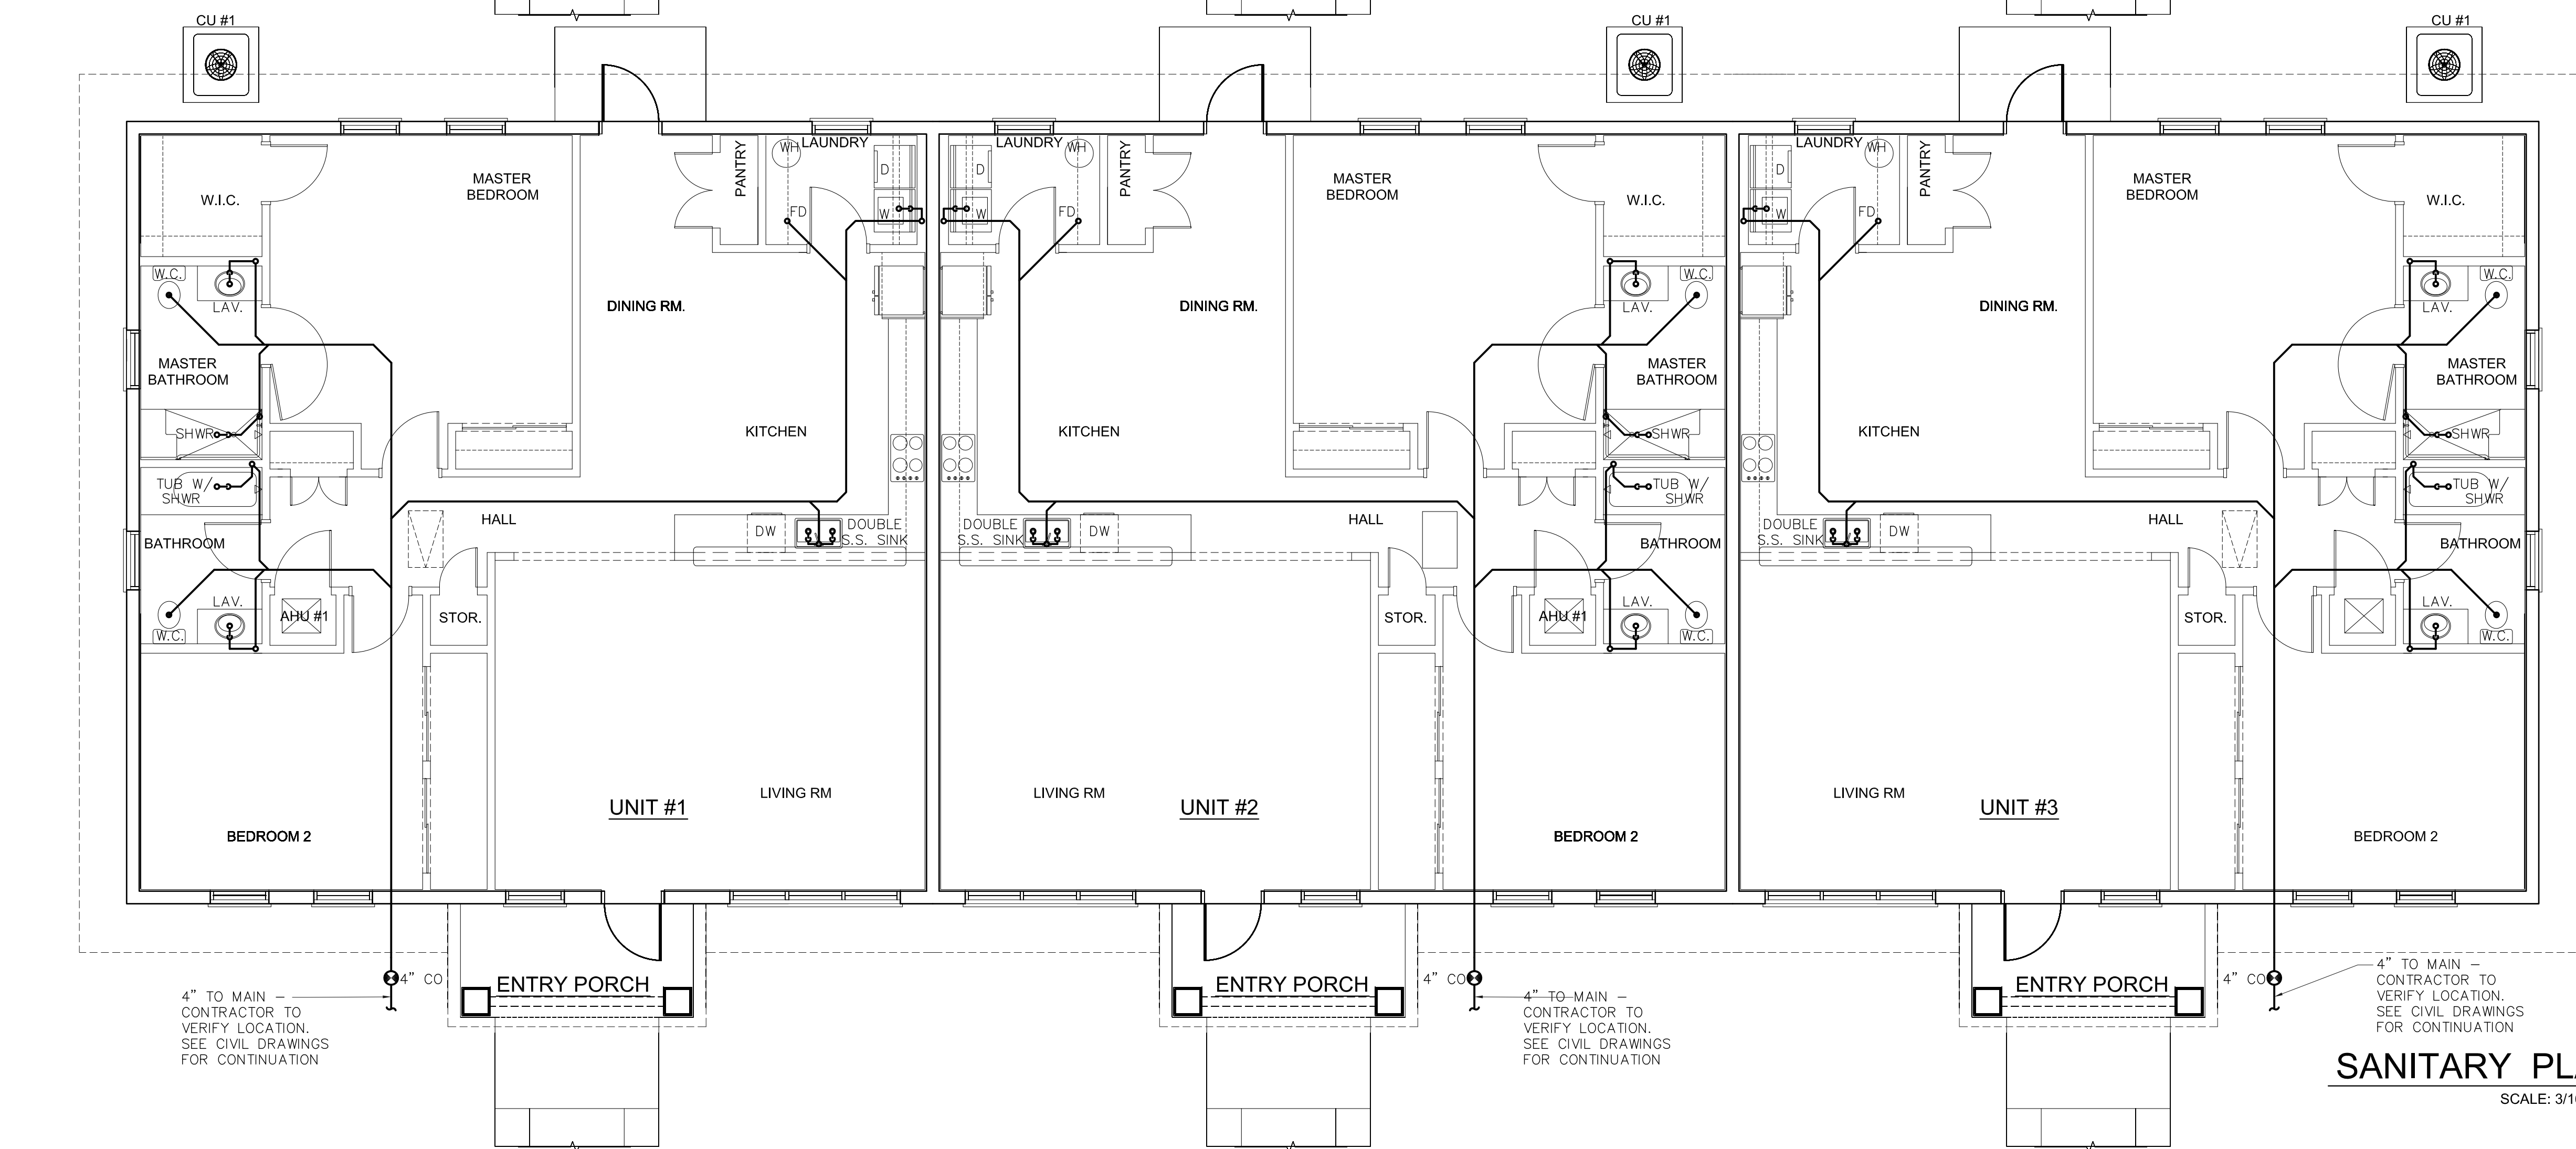 CU #1
CU #1
CU #1
WH
LAUNDRY
LAUNDRY
WH
LAUNDRY
WH
PANTRY
PANTRY
PANTRY
D
D
D
MASTER
BEDROOM
MASTER
BEDROOM
MASTER
BEDROOM
W.I.C.
W.I.C.
W.I.C.
FD
W
W
FD
W
FD
W.C.
W.C.
W.C.
LAV.
LAV.
LAV.
DINING RM.
DINING RM.
DINING RM.
MASTER
BATHROOM
MASTER
BATHROOM
MASTER
BATHROOM
SHWR
KITCHEN
KITCHEN
SHWR
KITCHEN
SHWR
TUB W/
SHWR
TUB W/
SHWR
TUB W/
SHWR
HALL
HALL
HALL
DW
DOUBLE
S.S. SINK
DOUBLE
S.S. SINK
DW
DOUBLE
S.S. SINK
DW
BATHROOM
BATHROOM
BATHROOM
LAV.
LAV.
LAV.
AHU #1
STOR.
STOR.
AHU #1
STOR.
W.C.
W.C.
W.C.
LIVING RM
LIVING RM
LIVING RM
UNIT #1
UNIT #2
UNIT #3
BEDROOM 2
BEDROOM 2
BEDROOM 2
4” CO
4” CO
4” CO
ENTRY PORCH
ENTRY PORCH
ENTRY PORCH
4” TO MAIN –
CONTRACTOR TO
VERIFY LOCATION.
SEE CIVIL DRAWINGS
FOR CONTINUATION
4” TO MAIN –
CONTRACTOR TO
VERIFY LOCATION.
SEE CIVIL DRAWINGS
FOR CONTINUATION
4” TO MAIN –
CONTRACTOR TO
VERIFY LOCATION.
SEE CIVIL DRAWINGS
FOR CONTINUATION
SANITARY
SCALE: